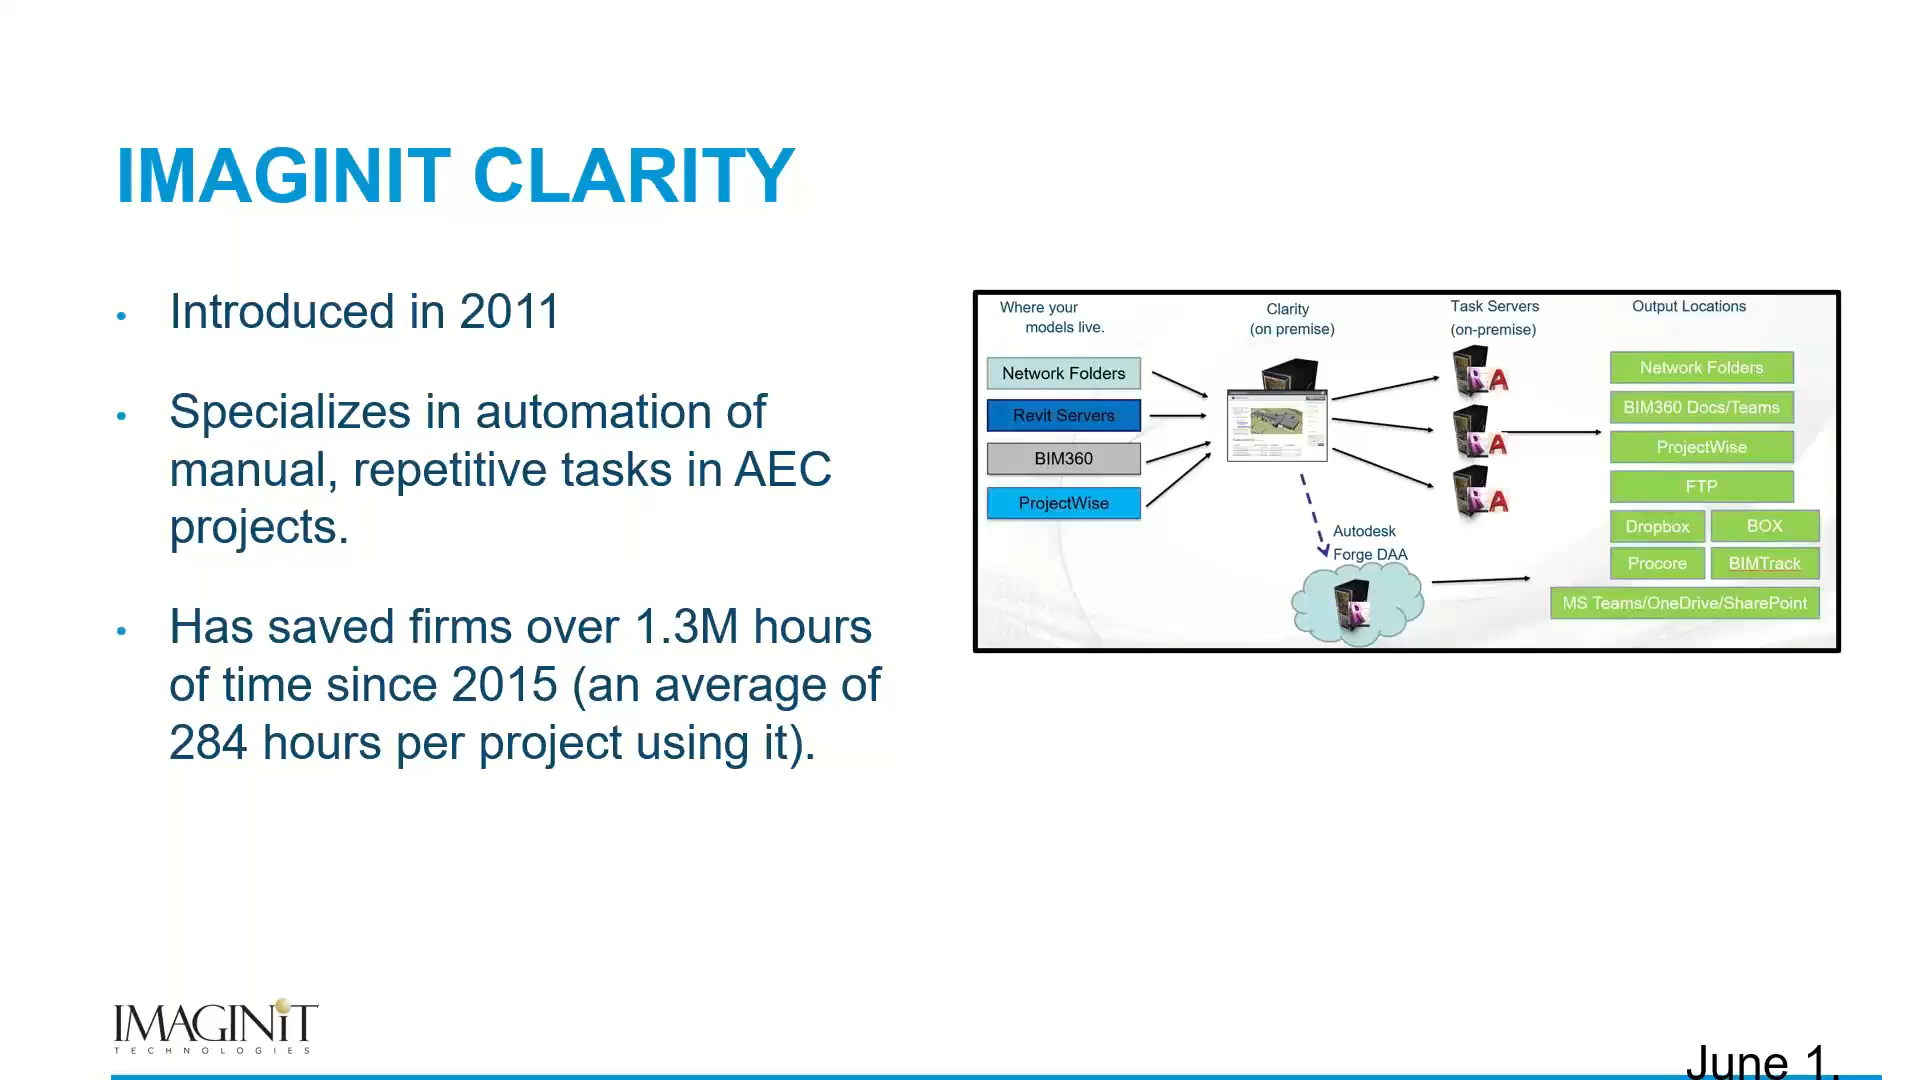 IMAGINIT CLARITY
• Introduced in 2011
• Specializes in automation of
manual, repetitive tasks in AEC
projects.
• Has saved firms over 1.3M hours
of time since 2015 (an average of
284 hours per project using it).
Where your
models live.
Network Folders
Revit Servers
BIM360
ProjectWise
Clarity
(on premise)
Autodesk
Forge DAA
Task Servers
(on-premise)
Output Locations
Network Folders
BIM360 Docs/Teams
ProjectWise
FTP
Dropbox BOX
Procore BIMTrack
MS Teams/OneDrive/SharePoint
IMAGINiT
TECHNOLOGIES
June 1,